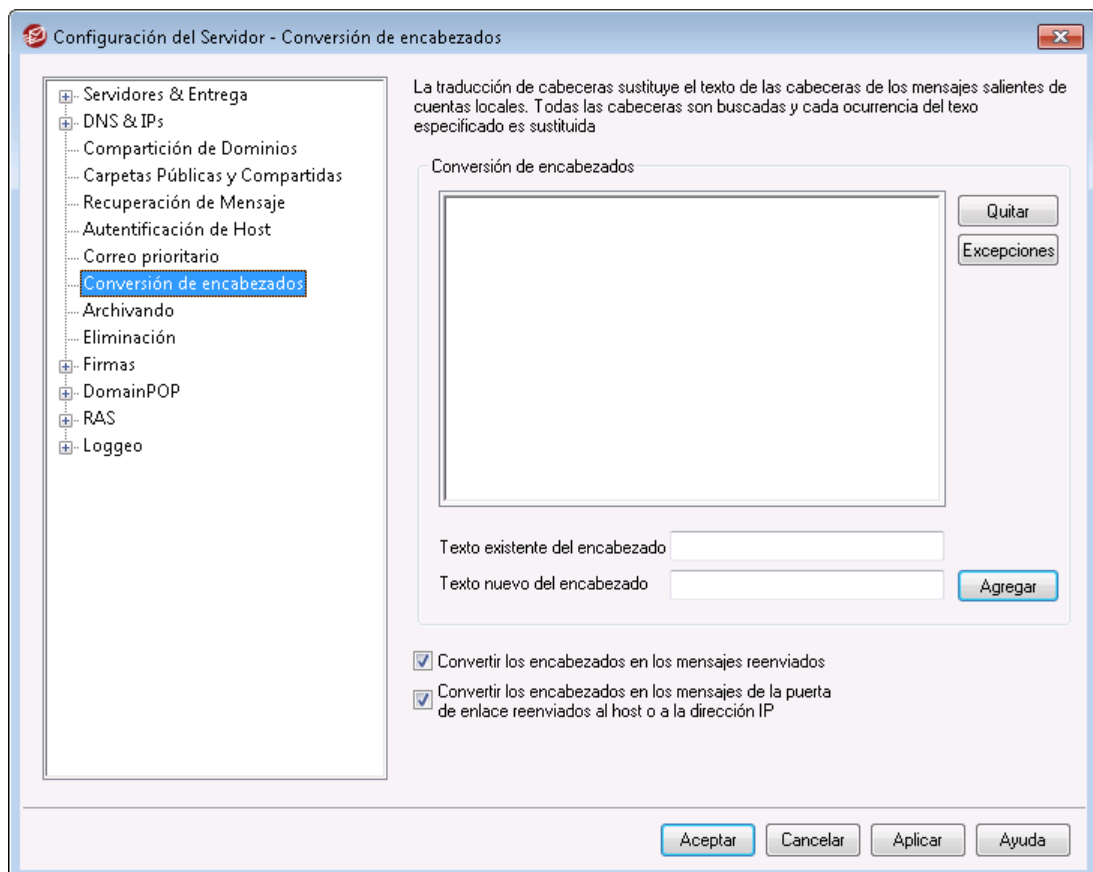 Configuración del Servidor - Conversión de encabezados
Servidores & Entrega
DNS & IPs
Compartición de Dominios
Carpetas Públicas y Compartidas
Recuperación de Mensaje
Autentificación de Host
Correo prioritario
Conversión de encabezados
Archivando
Eliminación
Firmas
DomainPOP
RAS
Loggeo
La traducción de cabeceras sustituye el texto de las cabeceras de los mensajes salientes de
cuentas locales. Todas las cabeceras son buscadas y cada ocurrencia del texo
especificado es sustituida
Conversión de encabezados
Quitar
Excepciones
Texto existente del encabezado
Texto nuevo del encabezado
Agregar
Convertir los encabezados en los mensajes reenviados
Convertir los encabezados en los mensajes de la puerta
de enlace reenviados al host o a la dirección IP
Aceptar
Cancelar
Aplicar
Ayuda